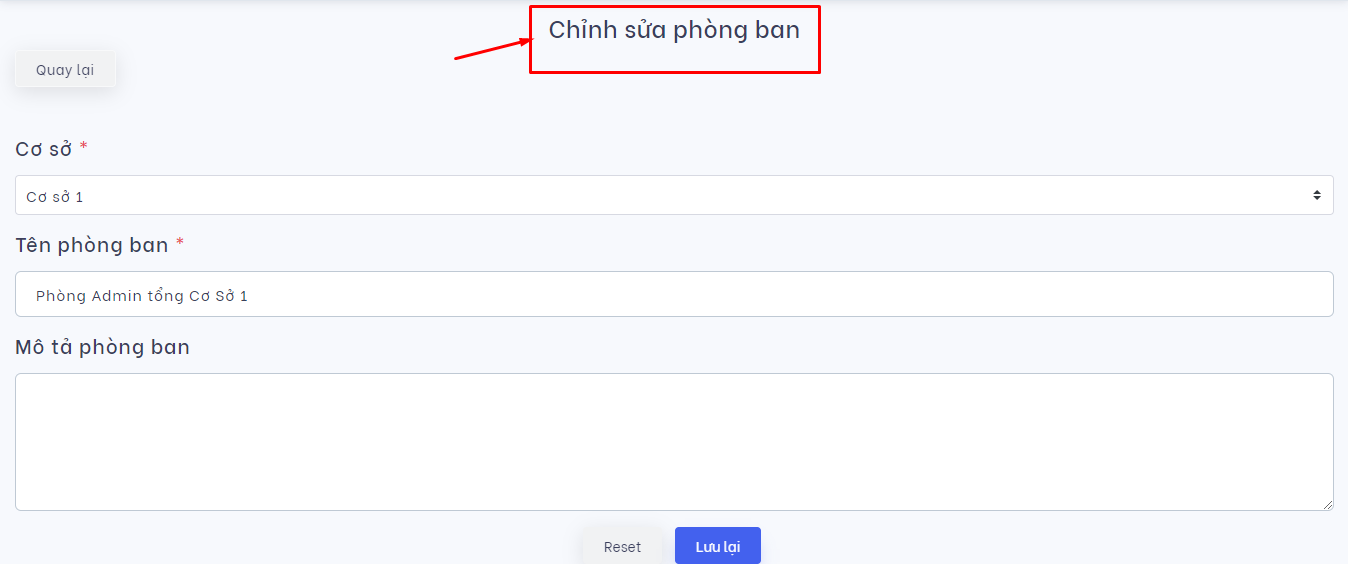 Chỉnh sửa phòng ban
Quay lại
Cơ sở *
Cơ sở 1
Tên phòng ban *
Phòng Admin tổng Cơ Sở 1
Mô tả phòng ban
Reset
Lưu lại